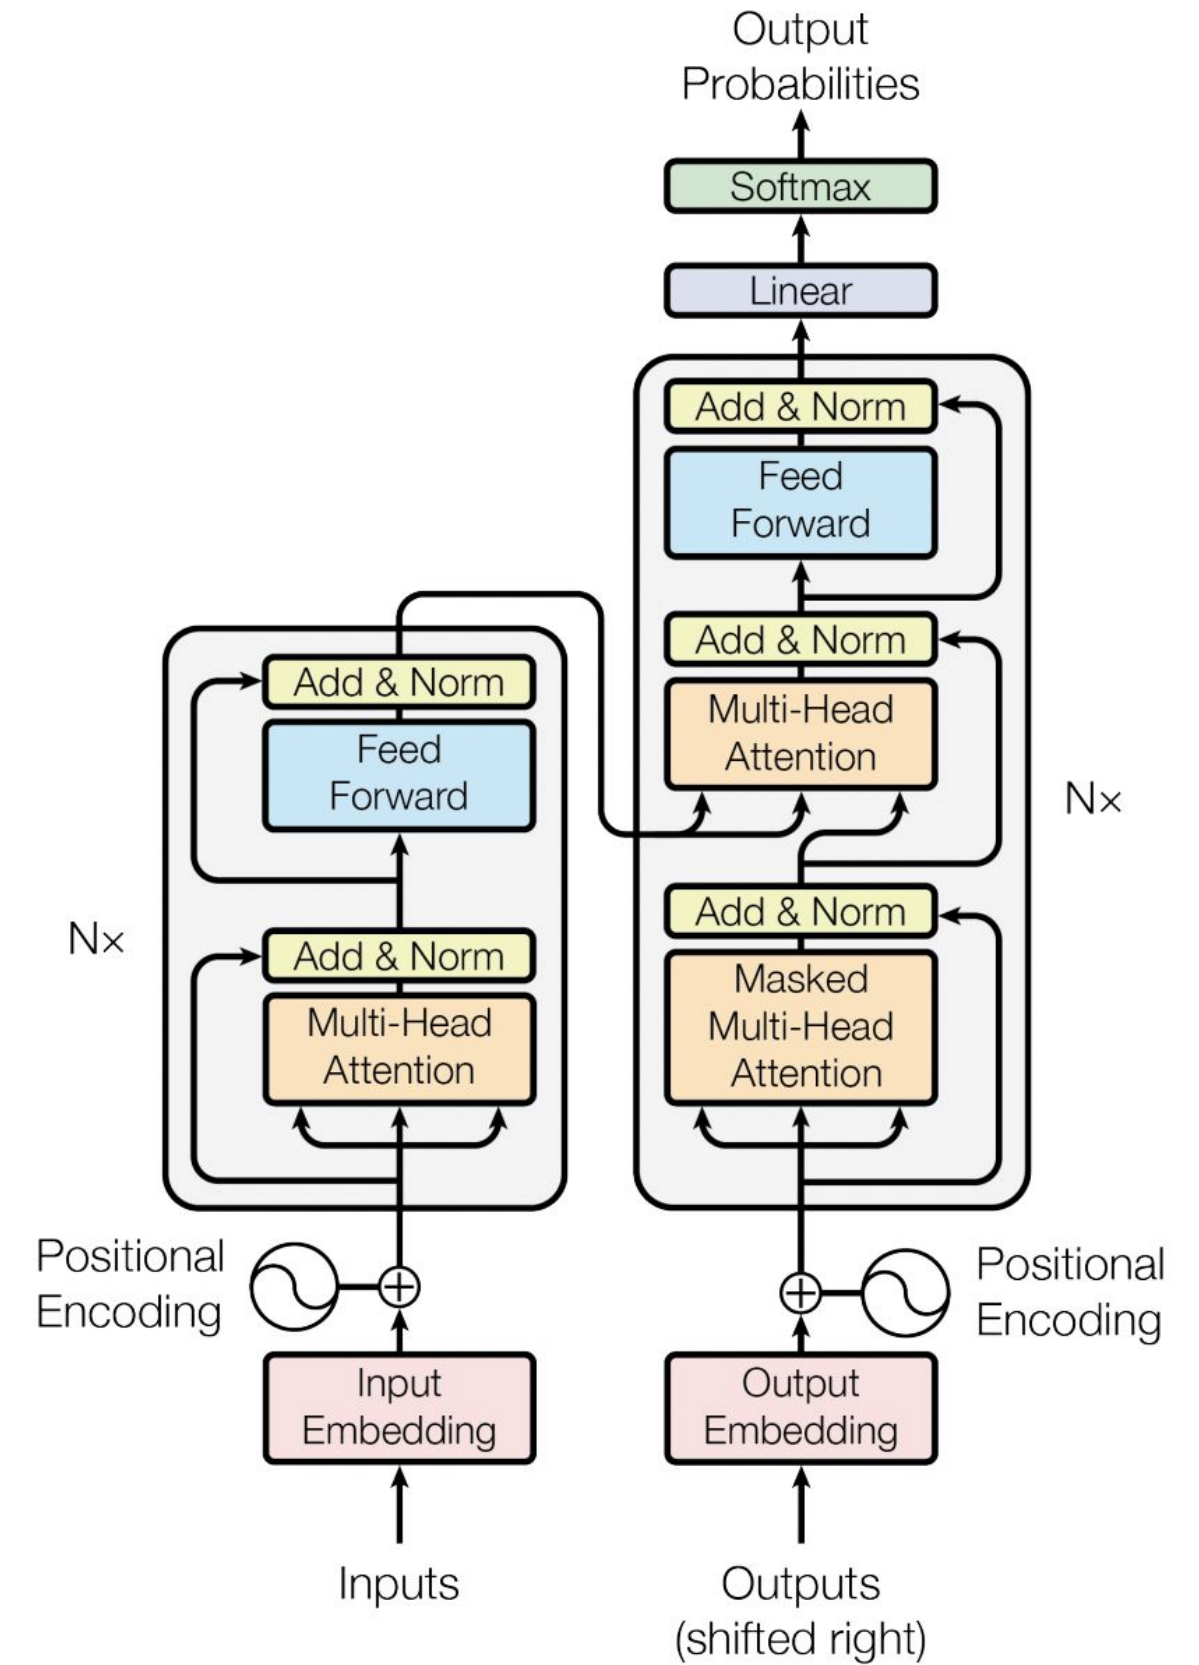 Output
Probabilities
Softmax
Linear
Add & Norm
Feed
Forward
Add & Norm
Multi-Head
Attention
Add & Norm
Masked
Multi-Head
Attention
Nx
Add & Norm
Feed
Forward
Add & Norm
Multi-Head
Attention
Nx
Positional
Encoding
Input
Embedding
Inputs
Positional
Encoding
Output
Embedding
Outputs
(shifted right)